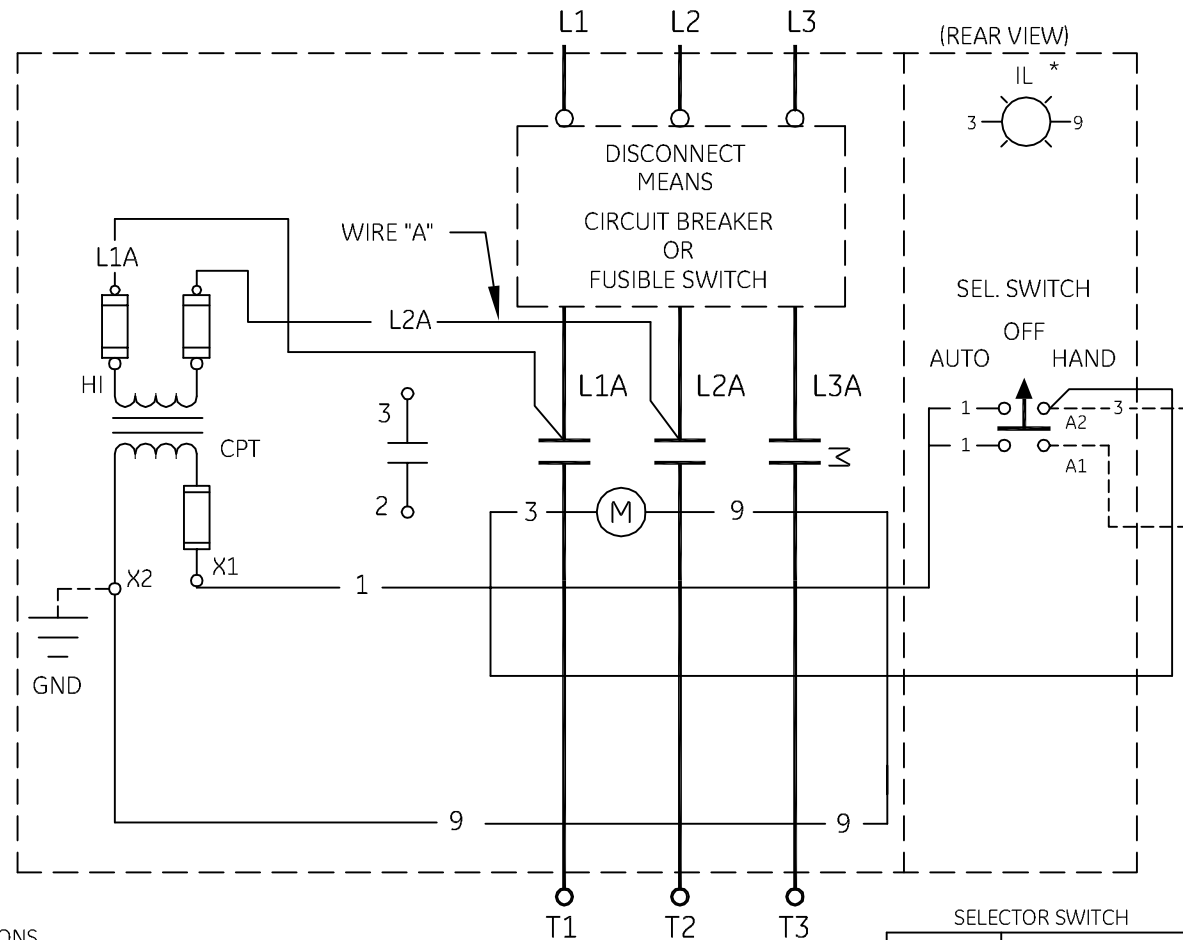 L1 L2 L3
(REAR VIEW)
IL *
3 9
DISCONNECT
MEANS
CIRCUIT BREAKER
OR
FUSIBLE SWITCH
WIRE "A"
L1A
L2A
HI
CPT
3
2
L1A L2A L3A
M
SEL. SWITCH
OFF
AUTO HAND
1 3
A2
1
A1
3 M 9
X2 X1
1
GND
9 9
T1 T2 T3
SELECTOR SWITCH
ONS